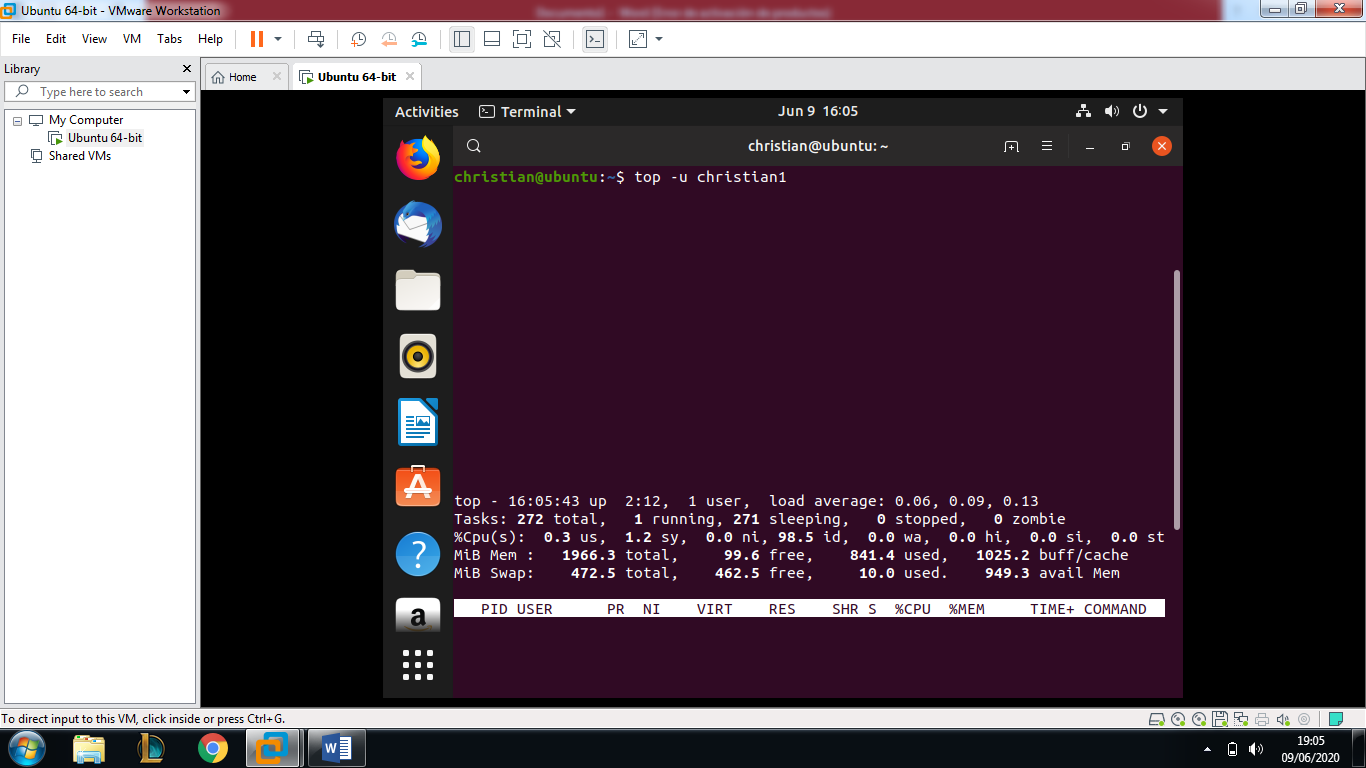 Ubuntu 64-bit - VMware Workstation
File Edit View VM Tabs Help
Library
Type here to search
My Computer
Ubuntu 64-bit
Shared VMs
Home
Ubuntu 64-bit
Activities Terminal Jun 9 16:05
christian@ubuntu: ~
christian@ubuntu:~$ top -u christian1
top - 16:05:43 up  2:12,  1 user,  load average: 0.06, 0.09, 0.13
Tasks: 272 total,   1 running, 271 sleeping,   0 stopped,   0 zombie
%Cpu(s):  0.3 us,  1.2 sy,  0.0 ni, 98.5 id,  0.0 wa,  0.0 hi,  0.0 si,  0.0 st
MiB Mem :   1966.3 total,     99.6 free,    841.4 used,   1025.2 buff/cache
MiB Swap:    472.5 total,    462.5 free,     10.0 used.    949.3 avail Mem
PID USER      PR  NI    VIRT    RES    SHR S  %CPU  %MEM     TIME+ COMMAND
To direct input to this VM, click inside or press Ctrl+G.
19:05
09/06/2020